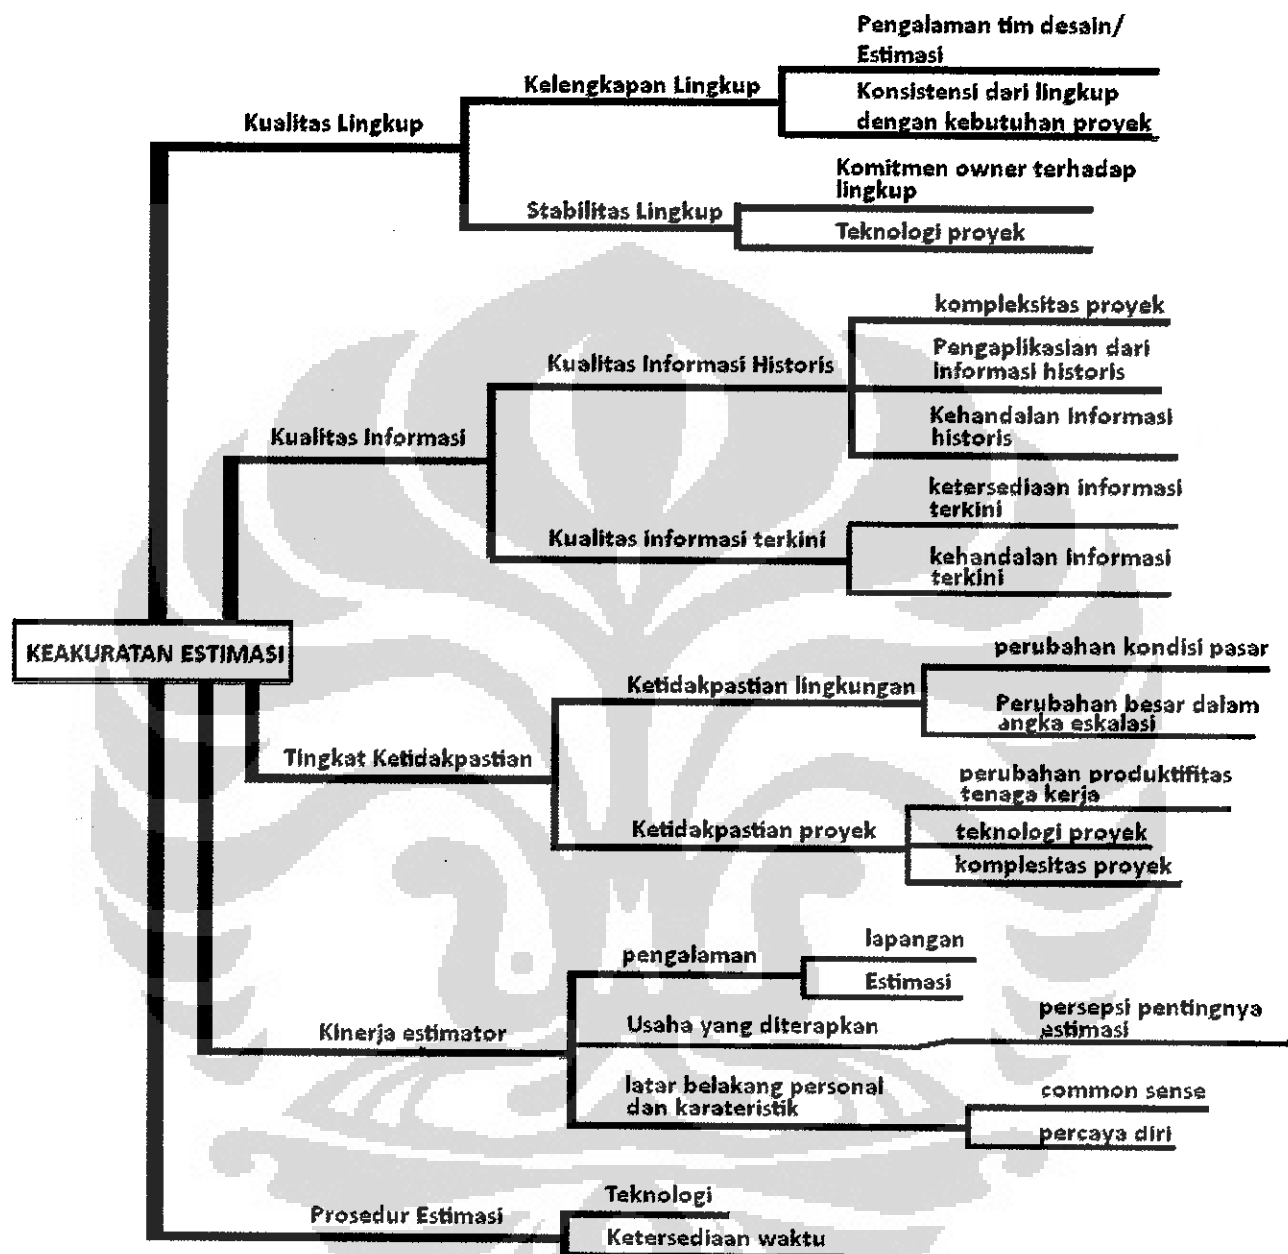 Pengalaman tim desain/
Estimasi
Kelengkapan Lingkup
Konsistensi dari lingkup
dengan kebutuhan proyek
Kualitas Lingkup
Komitmen owner terhadap
lingkup
Stabilitas Lingkup
Teknologi proyek
kompleksitas proyek
Pengaplikasian dari
informasi historis
Kualitas Informasi Historis
Kehandalan Informasi
historis
Kualitas Informasi
ketersediaan informasi
terkini
Kualitas informasi terkini
kehandalan informasi
terkini
KEAKURATAN ESTIMASI
perubahan kondisi pasar
Ketidakpastian lingkungan
Perubahan besar dalam
angka eskalasi
Tingkat Ketidakpastian
perubahan produktifitas
tenaga kerja
Ketidakpastian proyek
teknologi proyek
komplesitas proyek
lapangan
pengalaman
Estimasi
Kinerja estimator
Usaha yang diterapkan
persepsi pentingnya
estimasi
latar belakang personal
dan karateristik
common sense
percaya diri
Teknologi
Prosedur Estimasi
Ketersediaan waktu